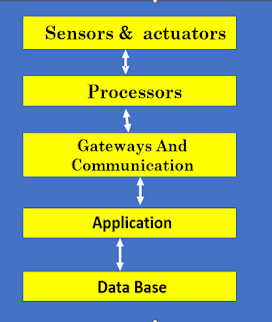 Sensors & actuators
Processors
Gateways And
Communication
Application
Data Base